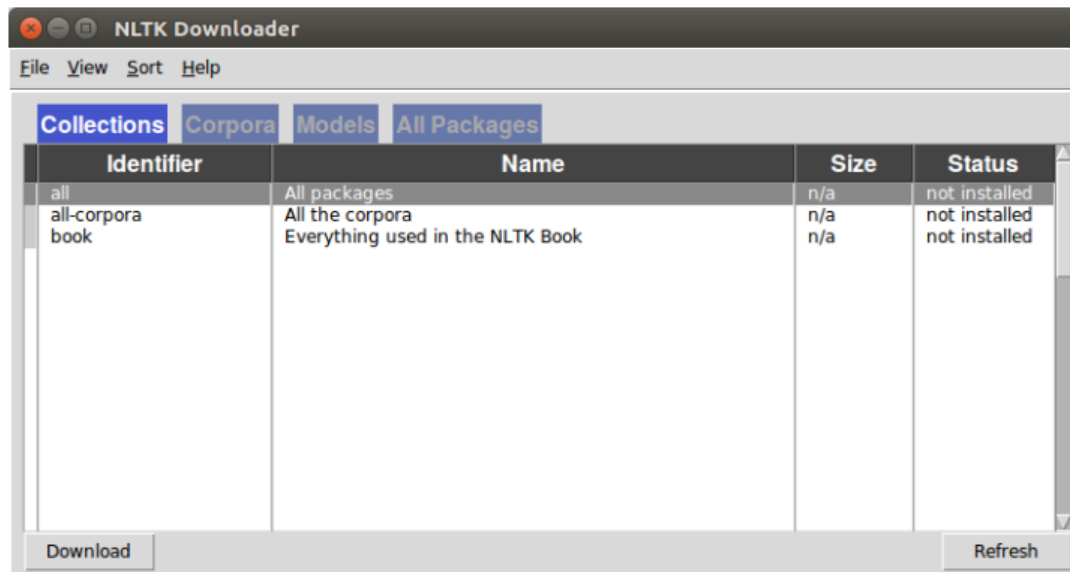 NLTK Downloader
File View Sort Help
Collections Corpora Models All Packages
Identifier Name Size Status
all All packages n/a not installed
all-corpora All the corpora n/a not installed
book Everything used in the NLTK Book n/a not installed
Download Refresh